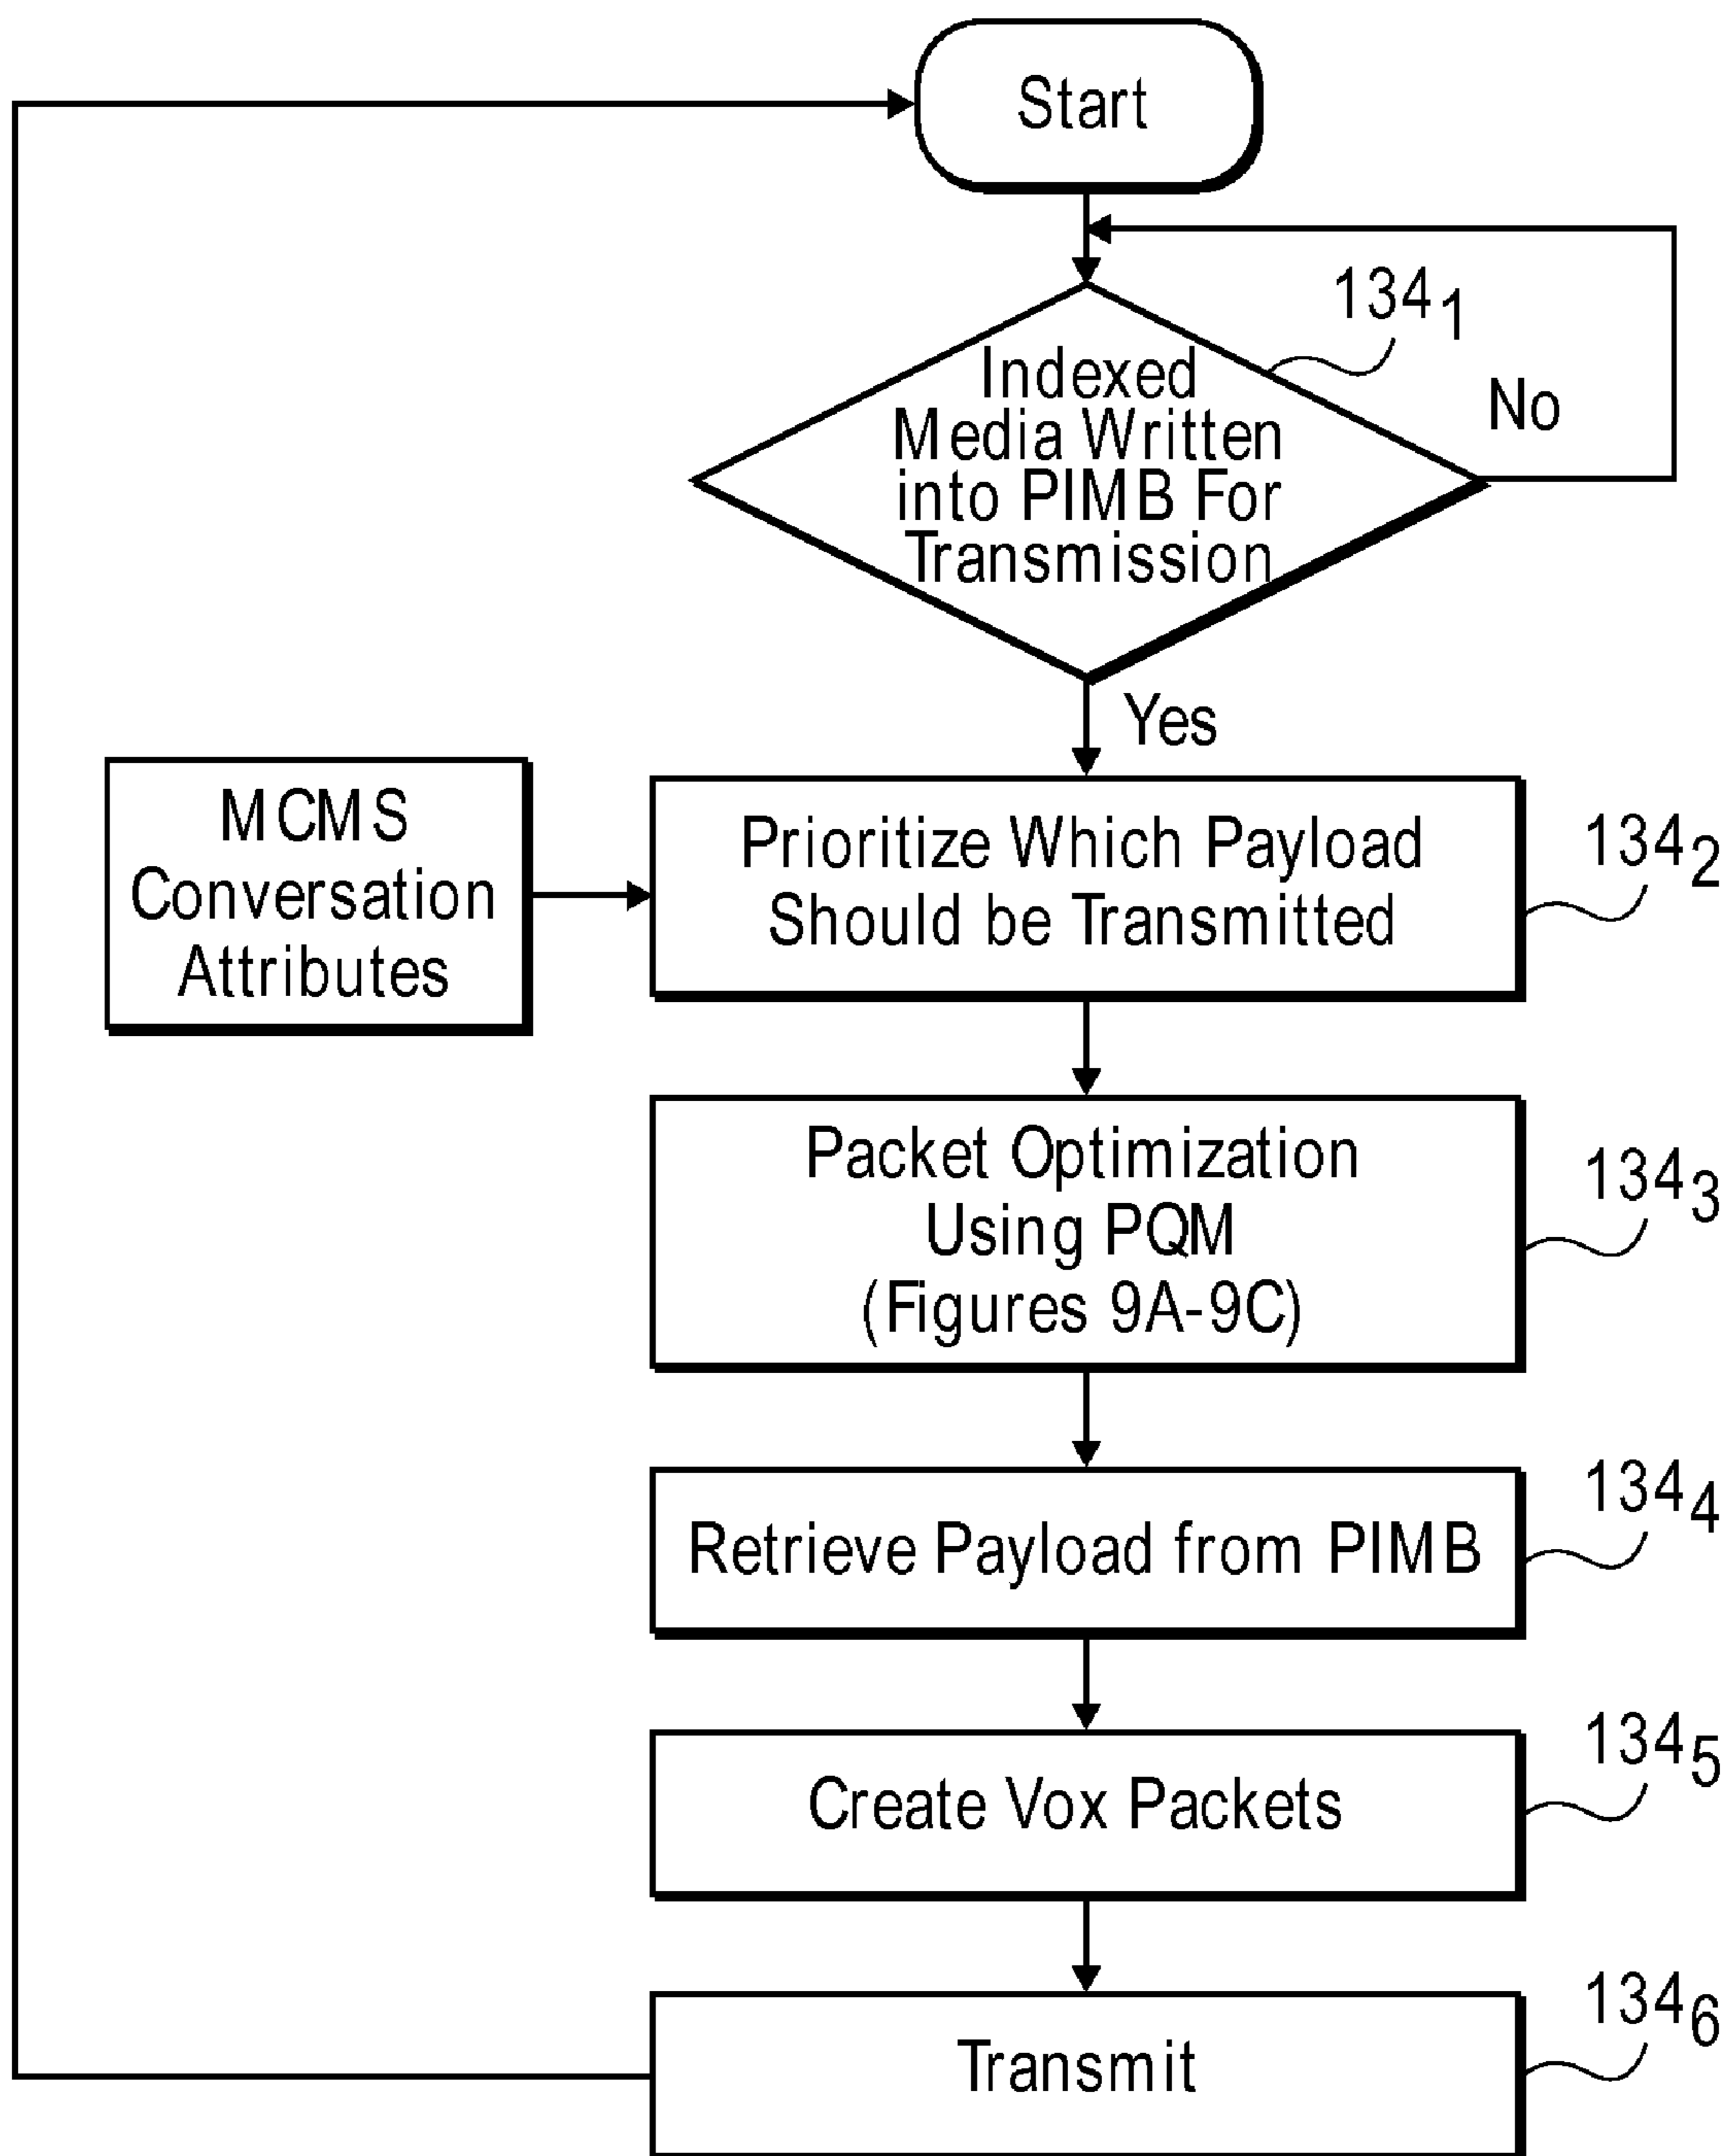 Start
134₁
Indexed
Media Written
into PIMB For
Transmission
No
Yes
MCMS
Conversation
Attributes
Prioritize Which Payload
Should be Transmitted
134₂
Packet Optimization
Using PQM
(Figures 9A-9C)
134₃
Retrieve Payload from PIMB
134₄
Create Vox Packets
134₅
Transmit
134₆